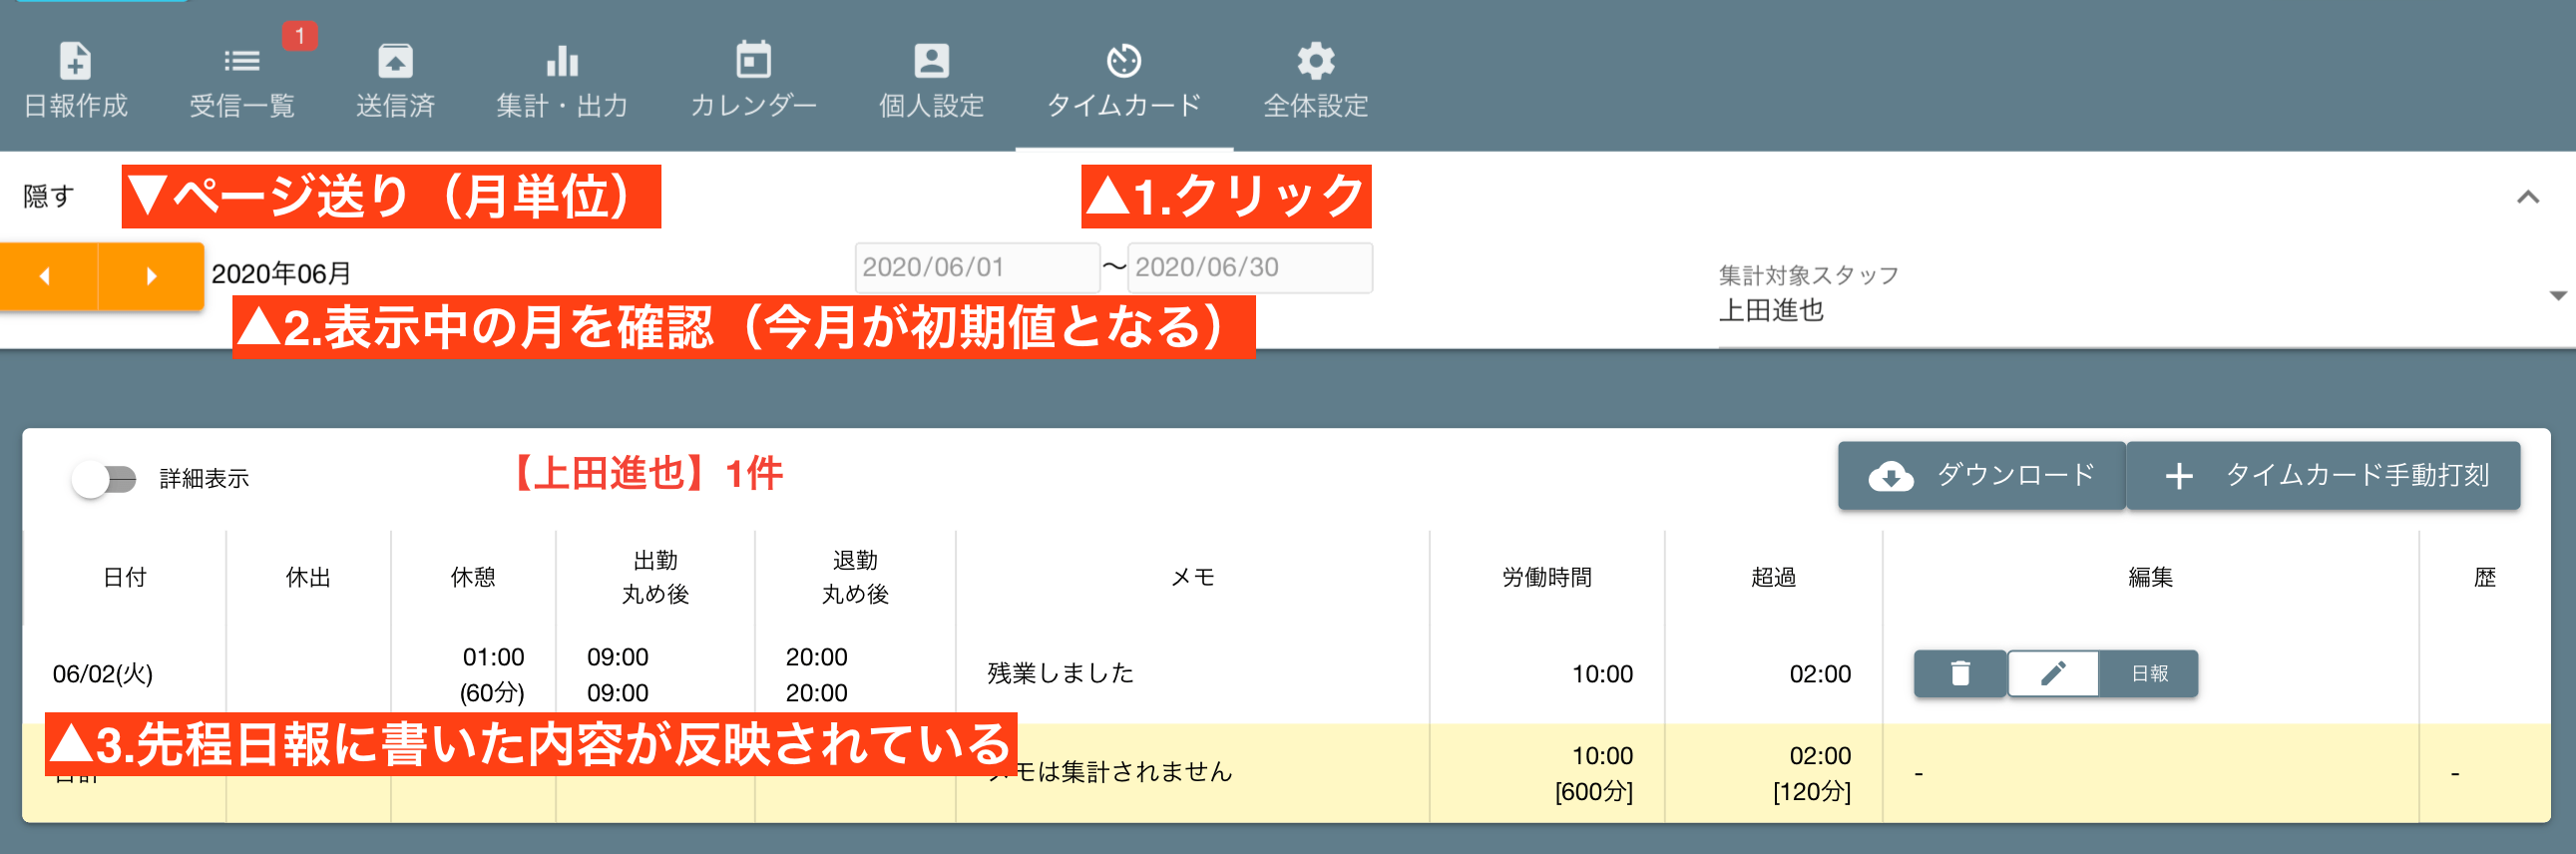 1
日報作成
受信一覧
送信済
集計・出力
カレンダー
個人設定
タイムカード
全体設定
隠す
▼ページ送り（月単位）
▲1.クリック
2020年06月
2020/06/01 〜 2020/06/30
集計対象スタッフ
上田進也
▲2.表示中の月を確認（今月が初期値となる）
詳細表示
【上田進也】1件
ダウンロード
タイムカード手動打刻
日付
休出
休憩
出勤
丸め後
退勤
丸め後
メモ
労働時間
超過
編集
歴
06/02(火)
01:00
(60分)
09:00
09:00
20:00
20:00
残業しました
10:00
02:00
日報
▲3.先程日報に書いた内容が反映されている
モは集計されません
10:00
[600分]
02:00
[120分]
-
-